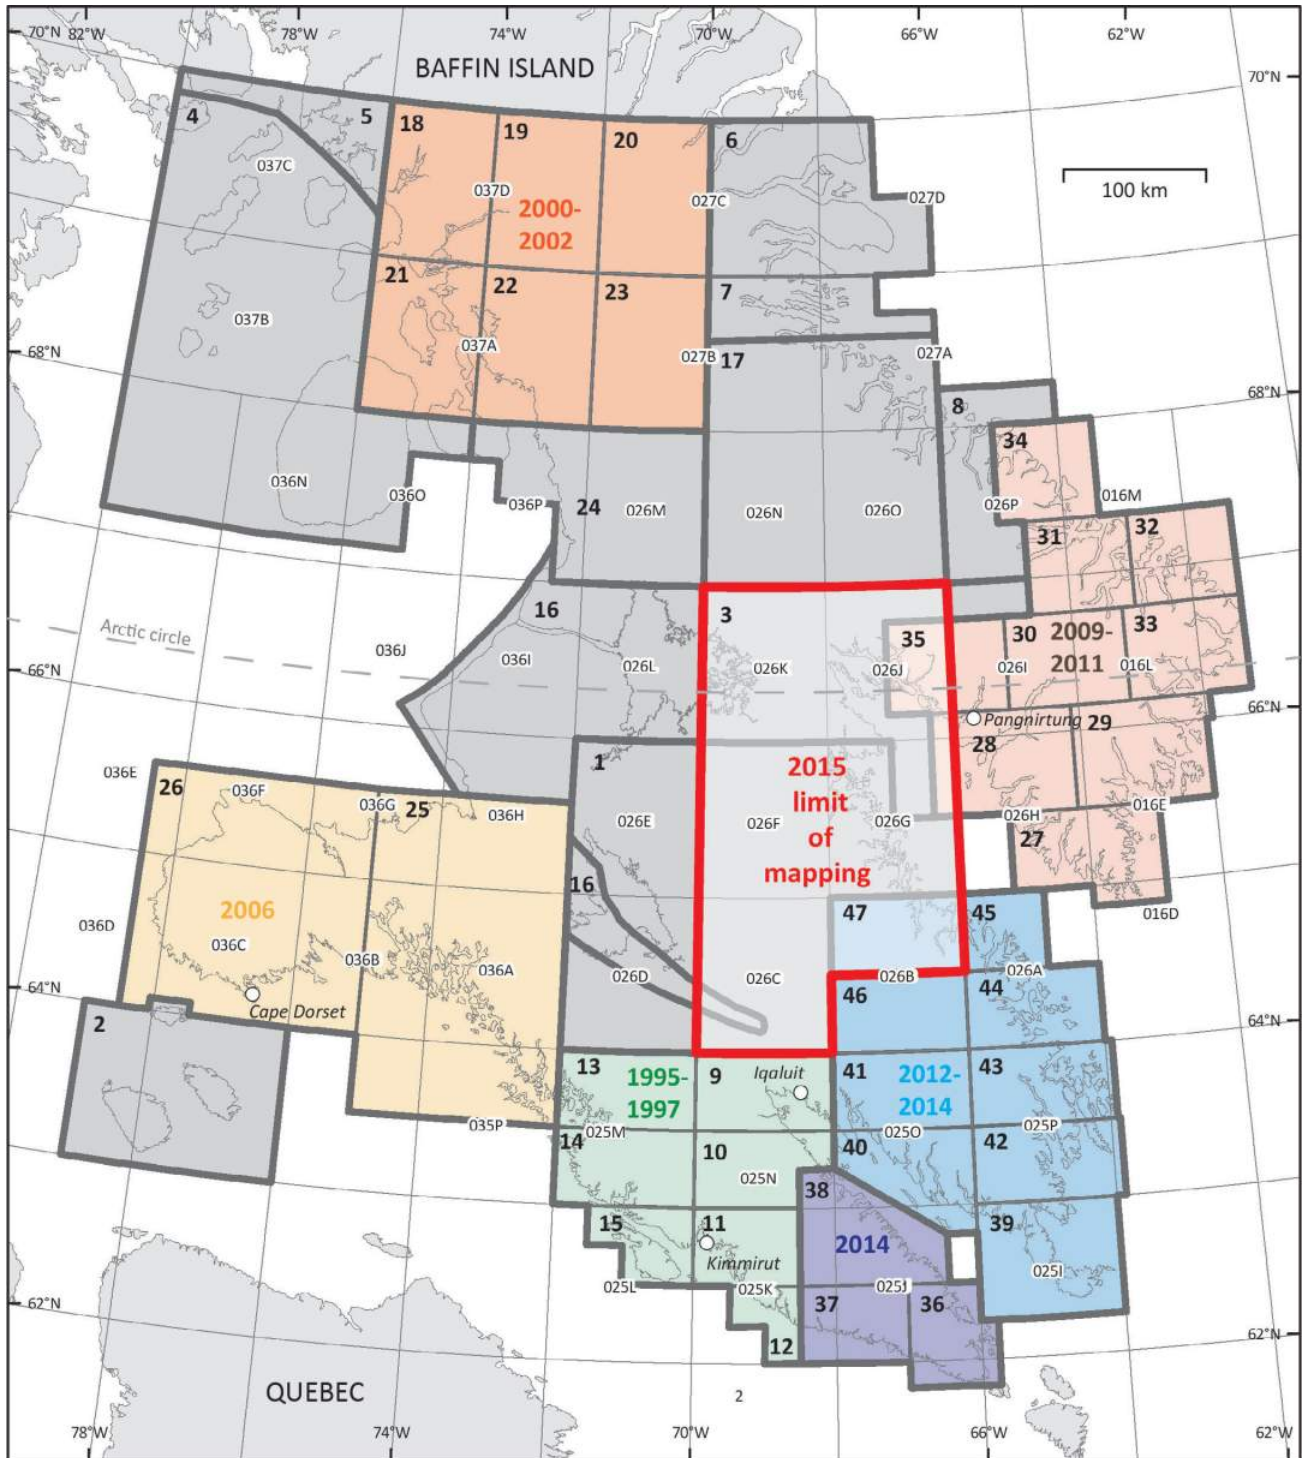 70°N 82°W 78°W 74°W 70°W 66°W 62°W
BAFFIN ISLAND
70°N
4 5 18 19 20 6
037C
100 km
037D 027C 027D
2000-
2002
21 22 23 7
037B
037A 027B 027A
68°N
17
68°N
8
34
036N 036O 036P 24 026M 026N 026O 026P 016M
31 32
16 3
Arctic circle
036J 036I 026L 026K 026J
35 30 2009-
2011
33
026I 016L
66°N
66°N
Pangnirtung
28 29
1
2015
limit
of
mapping
036E 26 036F 036G 25 036H 026E 026F 026G 026H 016E
27
16
47 45
2006
036D 036C 036B 036A 026D 026C 026B 026A 016D
64°N
Cape Dorset
46 44
64°N
2
13 1995-
1997
9 Iqaluit
41 2012-
2014
43
035P 025M 025O 025P
14 10 40 42
025N
38
15 11 39
Kimmirut
2014
025L 025K 025J 025I
62°N
37 36
12
62°N
QUEBEC
2
78°W 74°W 70°W 66°W 62°W